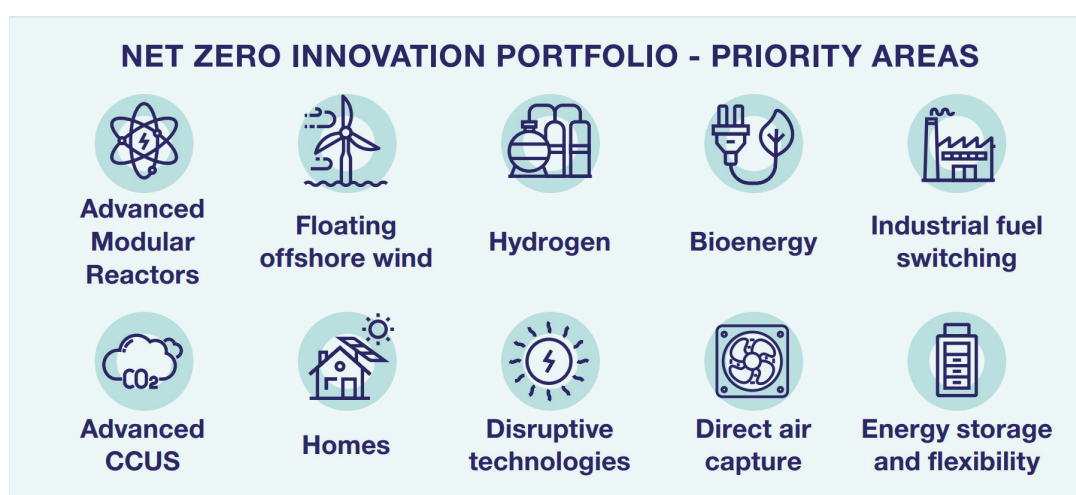 NET ZERO INNOVATION PORTFOLIO - PRIORITY AREAS
Advanced
Modular
Reactors
Floating
offshore wind
Hydrogen
Bioenergy
Industrial fuel
switching
CO2
Advanced
CCUS
Homes
Disruptive
technologies
Direct air
capture
Energy storage
and flexibility